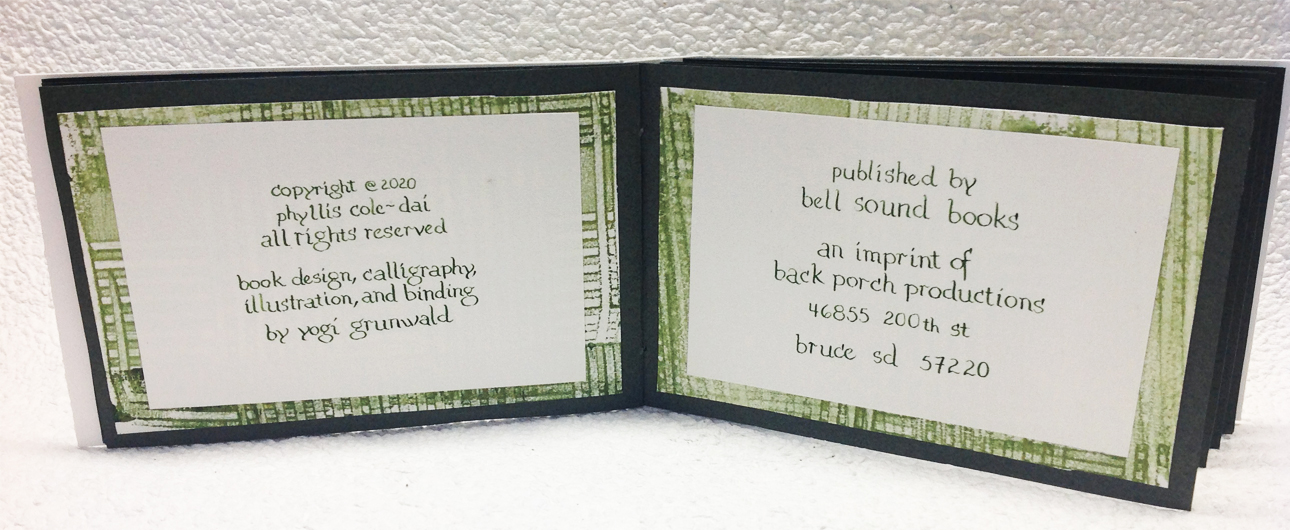 copyright © 2020
phyllis cole~dai
all rights reserved
book design, calligraphy,
illustration, and binding
by yogi grunwald
published by
bell sound books
an imprint of
back porch productions
46855 200th st
bruce sd 57220